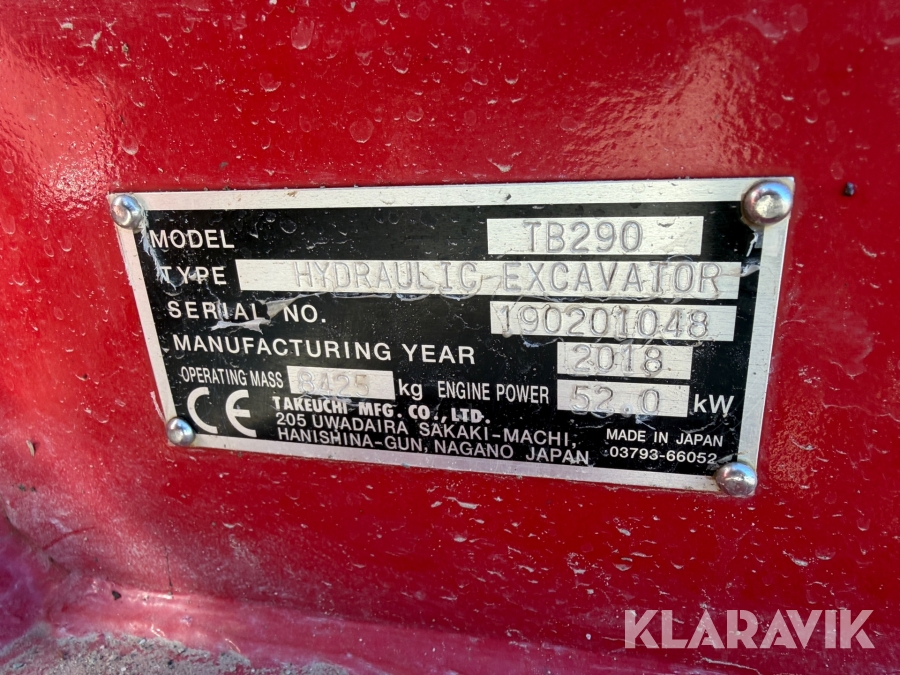 MODEL TB290
TYPE HYDRAULIC EXCAVATOR
SERIAL NO. 190201048
MANUFACTURING YEAR 2018
OPERATING MASS 8425 kg ENGINE POWER 52.0 kW
CE TAKEUCHI MFG. CO., LTD.
205 UWADAIRA SAKAKI-MACHI,
HANISHINA-GUN, NAGANO JAPAN
MADE IN JAPAN
03793-66052
KLARAVIK